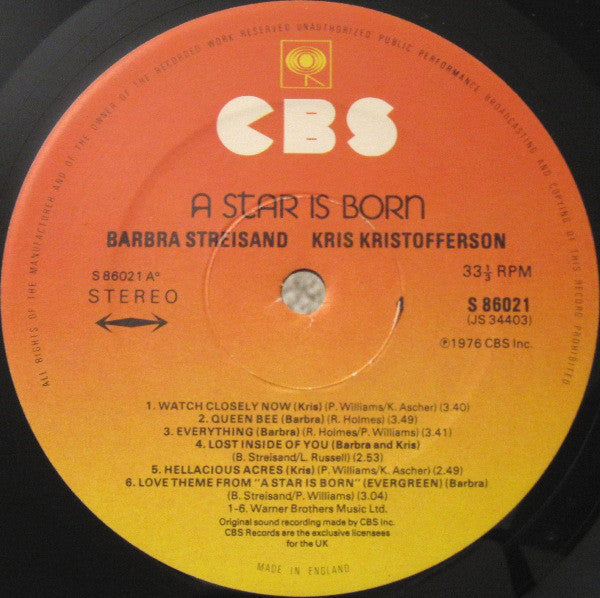 ALL RIGHTS OF THE MANUFACTURER AND OF THE OWNER OF THE RECORDED WORK RESERVED UNAUTHORIZED PUBLIC PERFORMANCE BROADCASTING AND COPYING OF THIS RECORD PROHIBITED
CBS
A STAR IS BORN
BARBRA STREISAND KRIS KRISTOFFERSON
S 86021 A° 33⅓ RPM
STEREO S 86021
(JS 34403)
℗1976 CBS Inc.
1. WATCH CLOSELY NOW (Kris) (P. Williams/K. Ascher) (3.40)
2. QUEEN BEE (Barbra) (R. Holmes) (3.49)
3. EVERYTHING (Barbra) (R. Holmes/P. Williams) (3.41)
4. LOST INSIDE OF YOU (Barbra and Kris)
(B. Streisand/L. Russell) (2.53)
5. HELLACIOUS ACRES (Kris) (P. Williams/K. Ascher) (2.49)
6. LOVE THEME FROM "A STAR IS BORN" (EVERGREEN) (Barbra)
(B. Streisand/P. Williams) (3.04)
1-6. Warner Brothers Music Ltd.
Original sound recording made by CBS Inc.
CBS Records are the exclusive licensees
for the UK
MADE IN ENGLAND